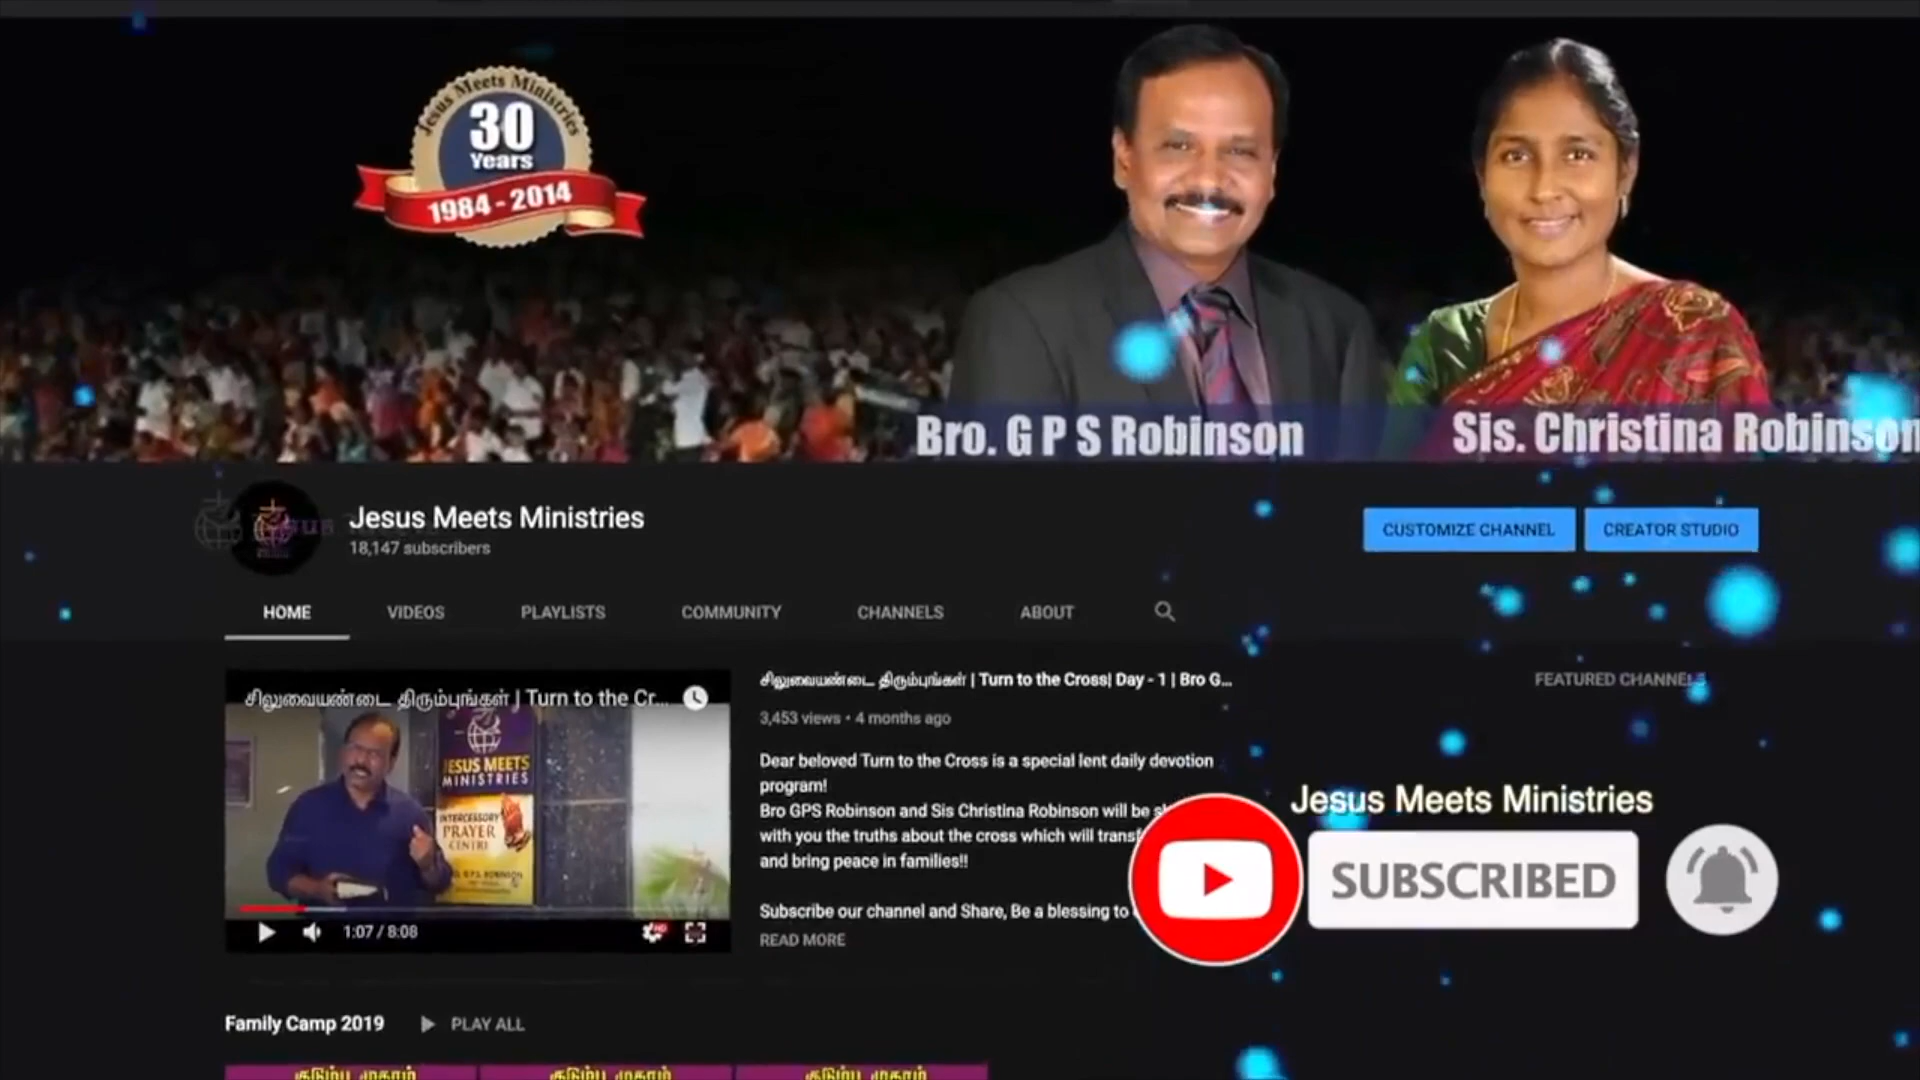 Jesus Meets Ministries
30
Years
1984 - 2014
Bro. G P S Robinson
Sis. Christina Robinson
Jesus Meets Ministries
18,147 subscribers
CUSTOMIZE CHANNEL
CREATOR STUDIO
HOME
VIDEOS
PLAYLISTS
COMMUNITY
CHANNELS
ABOUT
சிலுவையண்டை திரும்புங்கள் | Turn to the Cr...
JESUS MEETS
MINISTRIES
INTERCESSORY
PRAYER
CENTRE
1:07 / 8:08
சிலுவையண்டை திரும்புங்கள் | Turn to the Cross| Day - 1 | Bro G...
3,453 views • 4 months ago
Dear beloved Turn to the Cross is a special lent daily devotion
program!
Bro GPS Robinson and Sis Christina Robinson will be
with you the truths about the cross which will
and bring peace in families!!
Subscribe our channel and Share, Be a blessing to
READ MORE
FEATURED CHANNELS
Jesus Meets Ministries
SUBSCRIBED
Family Camp 2019
PLAY ALL
குடும்ப முகாம்
குடும்ப முகாம்
குடும்ப முகாம்